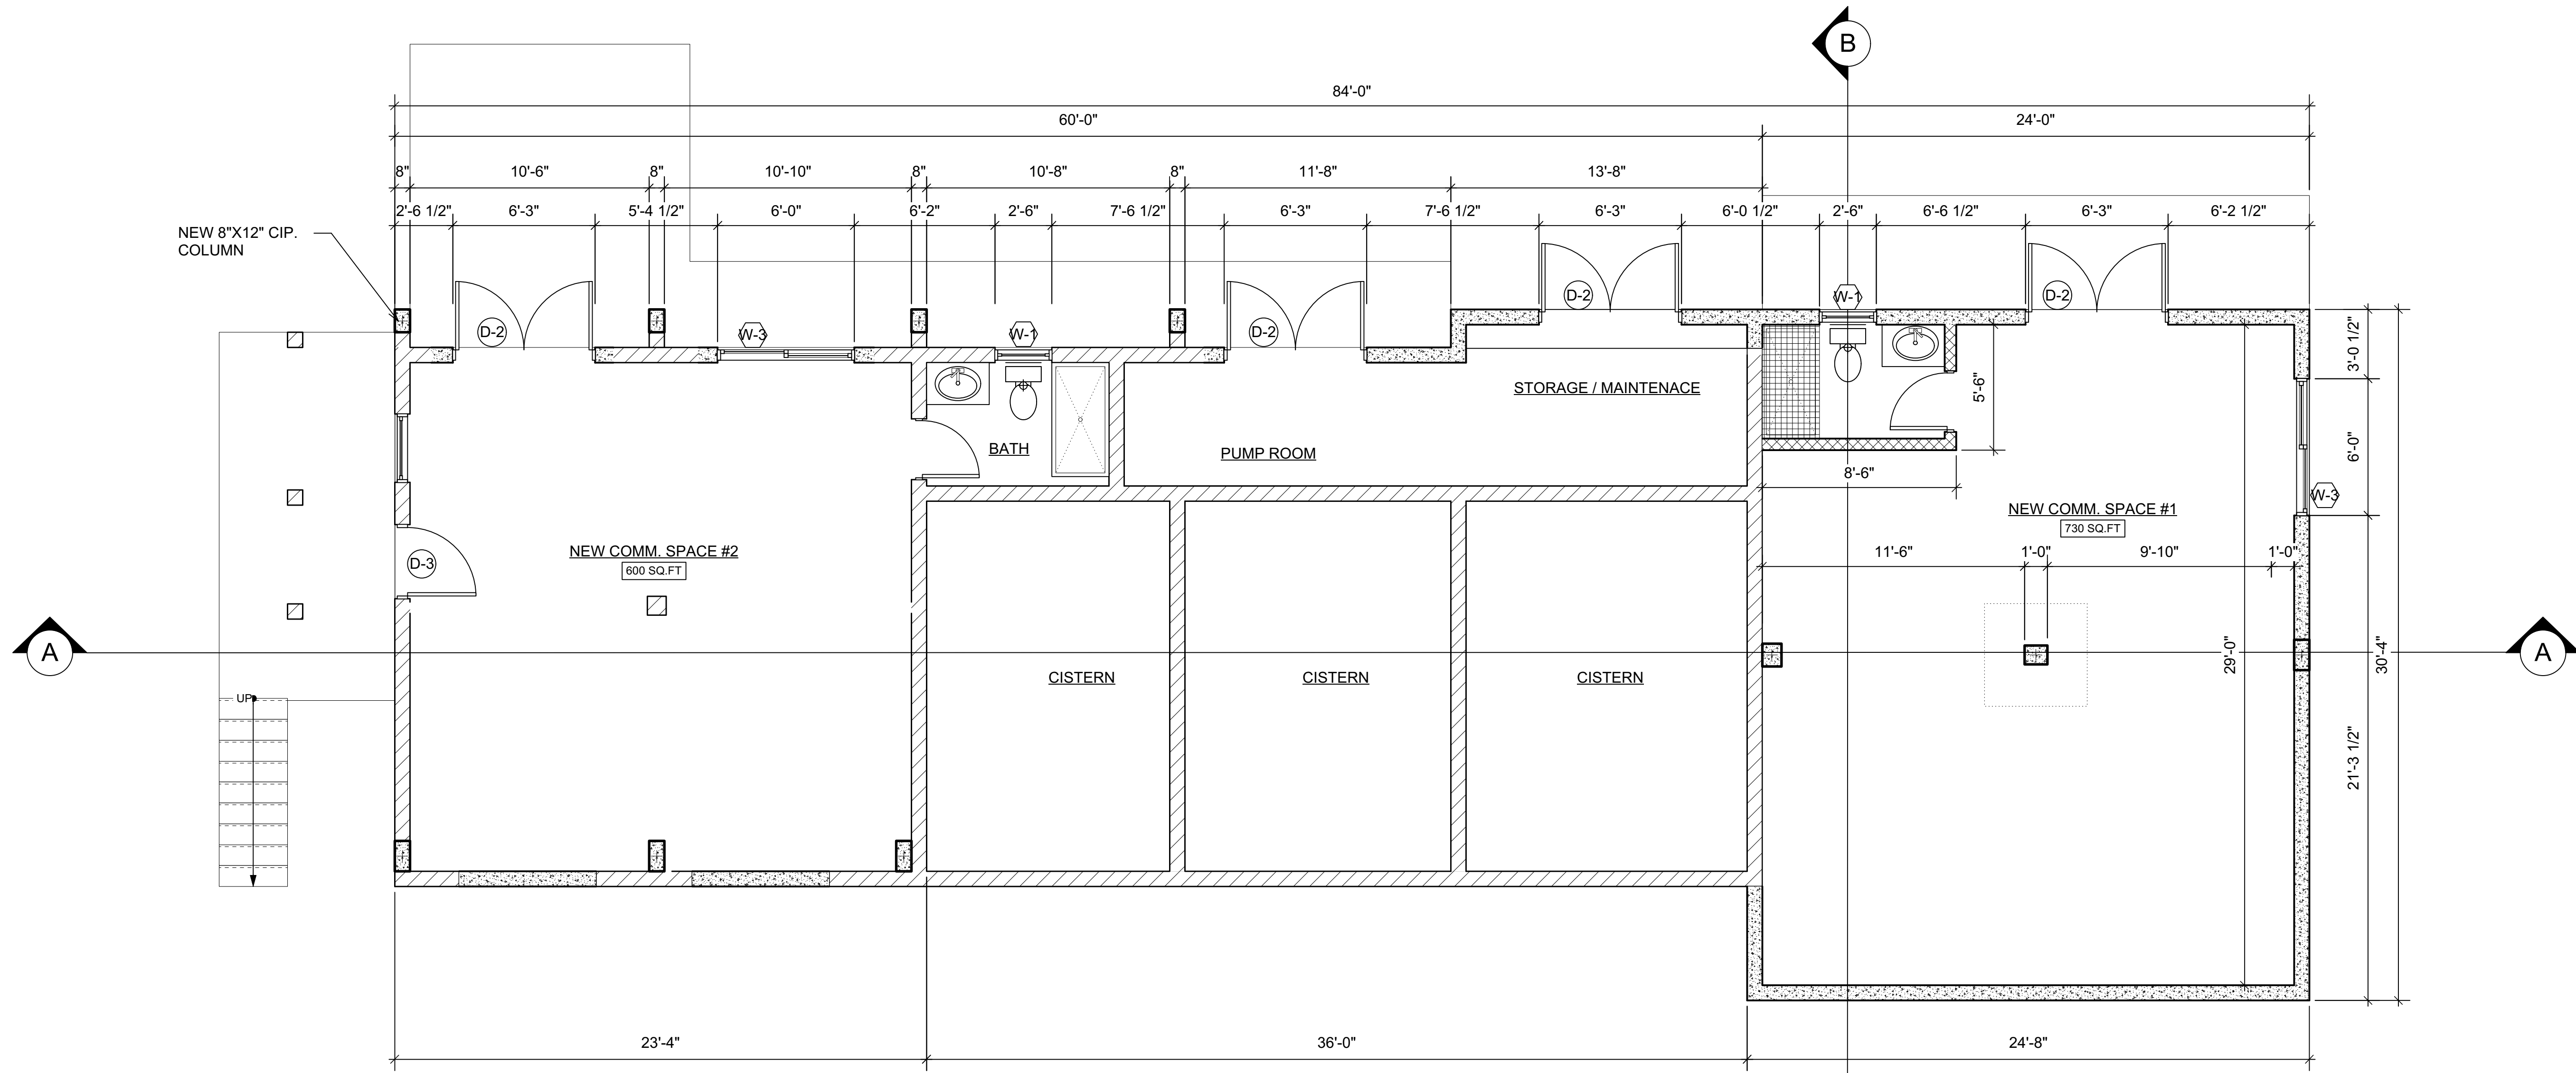 B
84'-0"
60'-0"
24'-0"
8"
10'-6"
8"
10'-10"
8"
10'-8"
8"
11'-8"
13'-8"
2'-6 1/2"
6'-3"
5'-4 1/2"
6'-0"
6'-2"
2'-6"
7'-6 1/2"
6'-3"
7'-6 1/2"
6'-3"
6'-0 1/2"
2'-6"
6'-6 1/2"
6'-3"
6'-2 1/2"
NEW 8"X12" CIP.
COLUMN
D-2
W-3
W-1
D-2
D-2
W-1
D-2
3'-0 1/2"
STORAGE / MAINTENACE
5'-6"
BATH
PUMP ROOM
6'-0"
8'-6"
W-3
NEW COMM. SPACE #1
730 SQ.FT
NEW COMM. SPACE #2
600 SQ.FT
D-3
11'-6"
1'-0"
9'-10"
1'-0"
A
29'-0"
30'-4"
A
CISTERN
CISTERN
CISTERN
UP
21'-3 1/2"
23'-4"
36'-0"
24'-8"